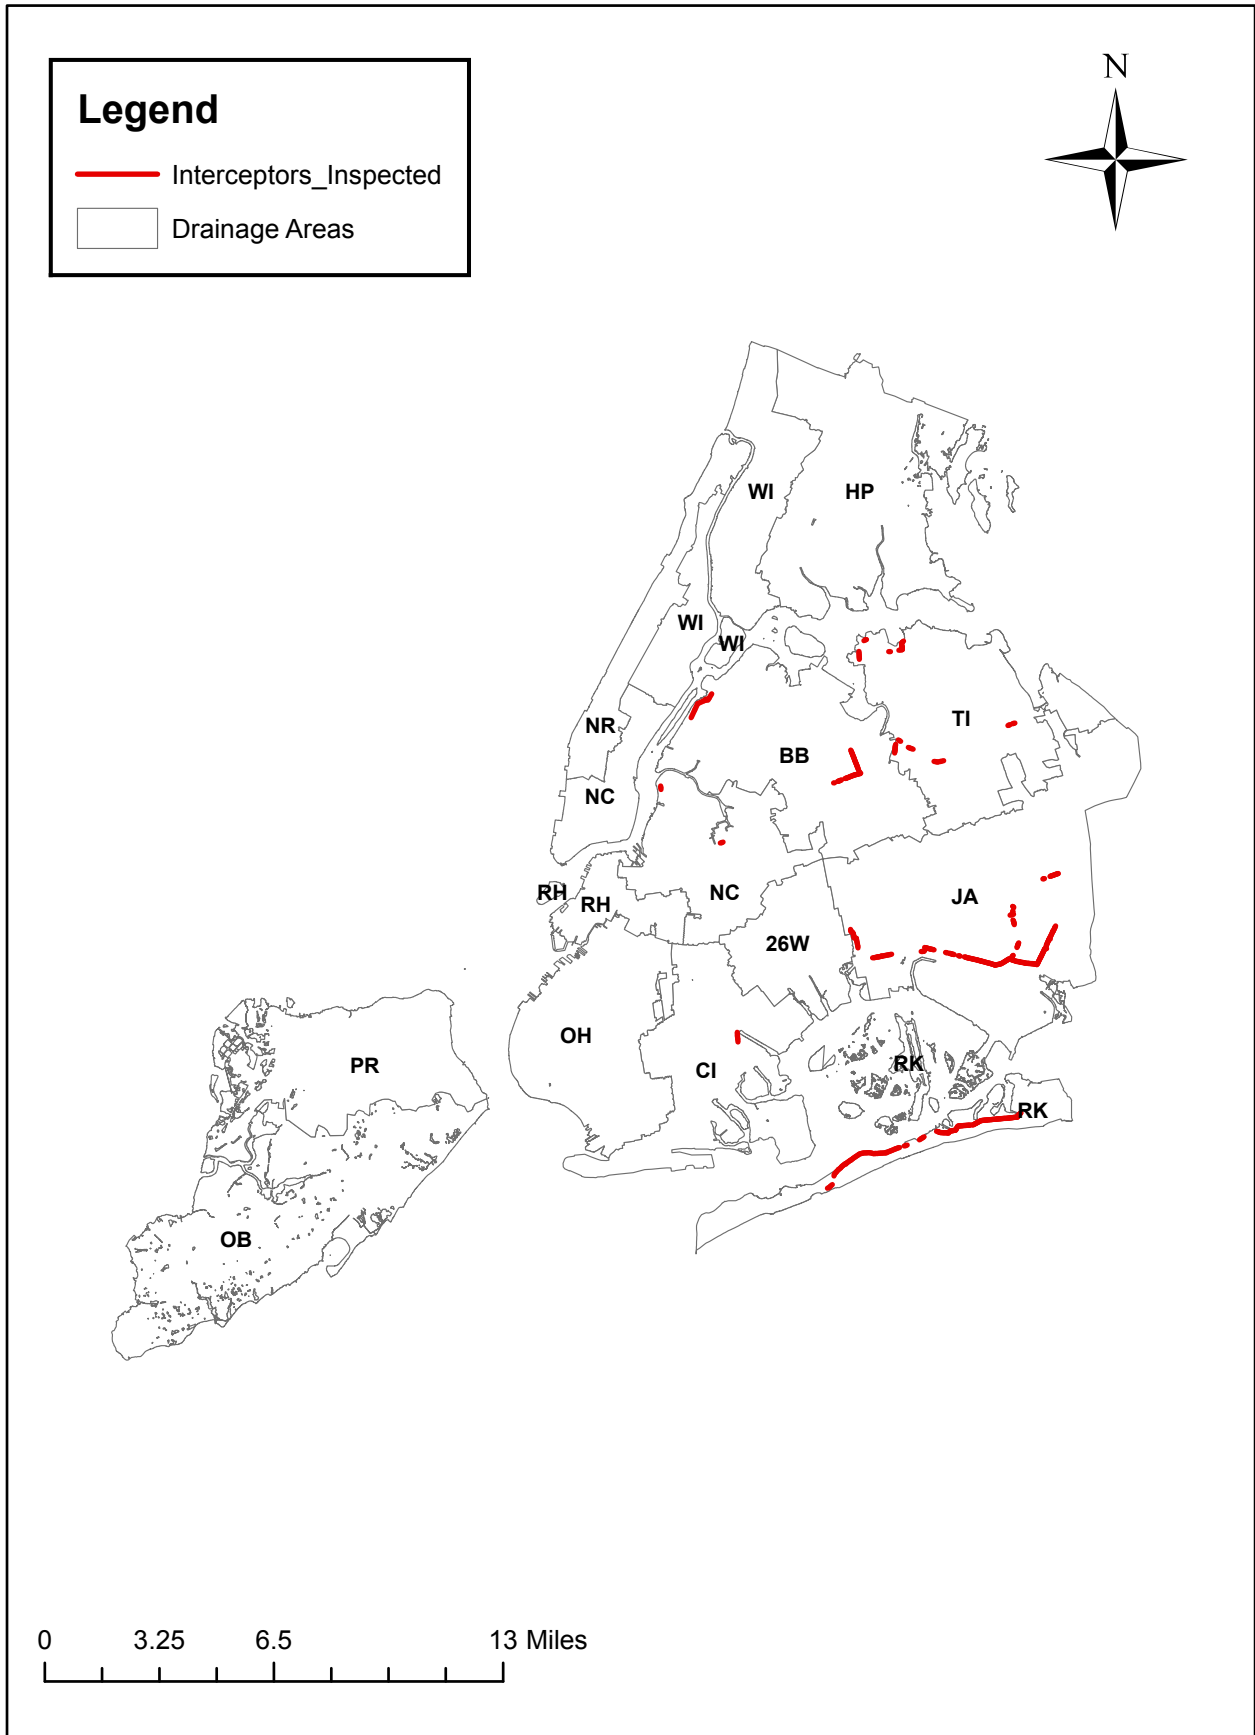 N
Legend
Interceptors_Inspected
Drainage Areas
WI
HP
WI
WI
NR
TI
BB
NC
RH
RH
NC
JA
26W
OH
CI
RK
PR
RK
OB
0 3.25 6.5 13 Miles